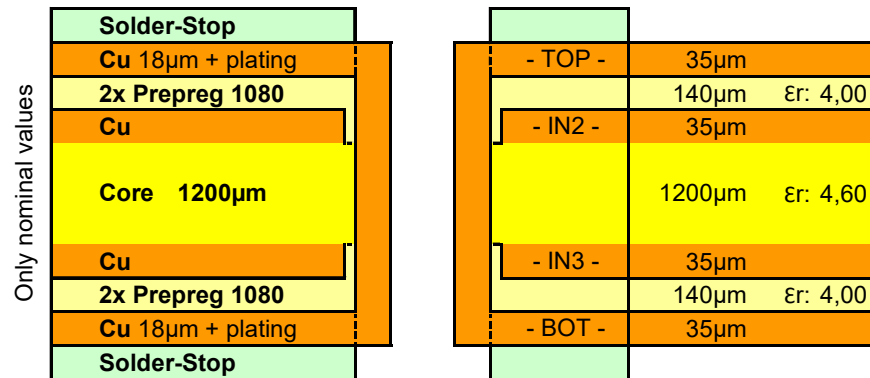 Solder-Stop
Cu 18µm + plating - TOP - 35µm
2x Prepreg 1080 140µm εr: 4,00
Cu - IN2 - 35µm
Core 1200µm 1200µm εr: 4,60
Cu - IN3 - 35µm
2x Prepreg 1080 140µm εr: 4,00
Cu 18µm + plating - BOT - 35µm
Solder-Stop
Only nominal values